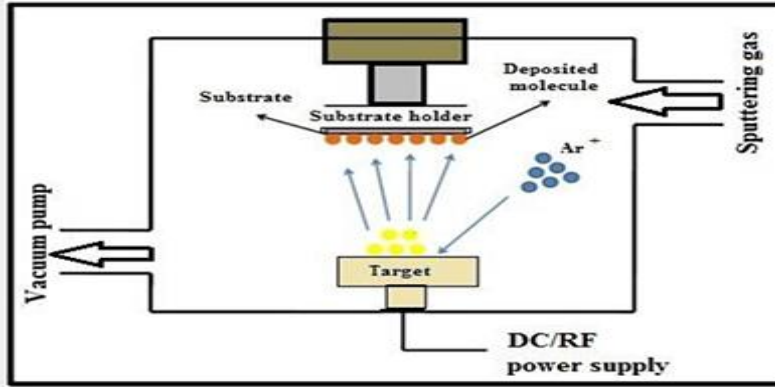 Deposited
molecule
Substrate
Substrate holder
Sputtering gas
Ar +
Vacuum pump
Target
DC/RF
power supply